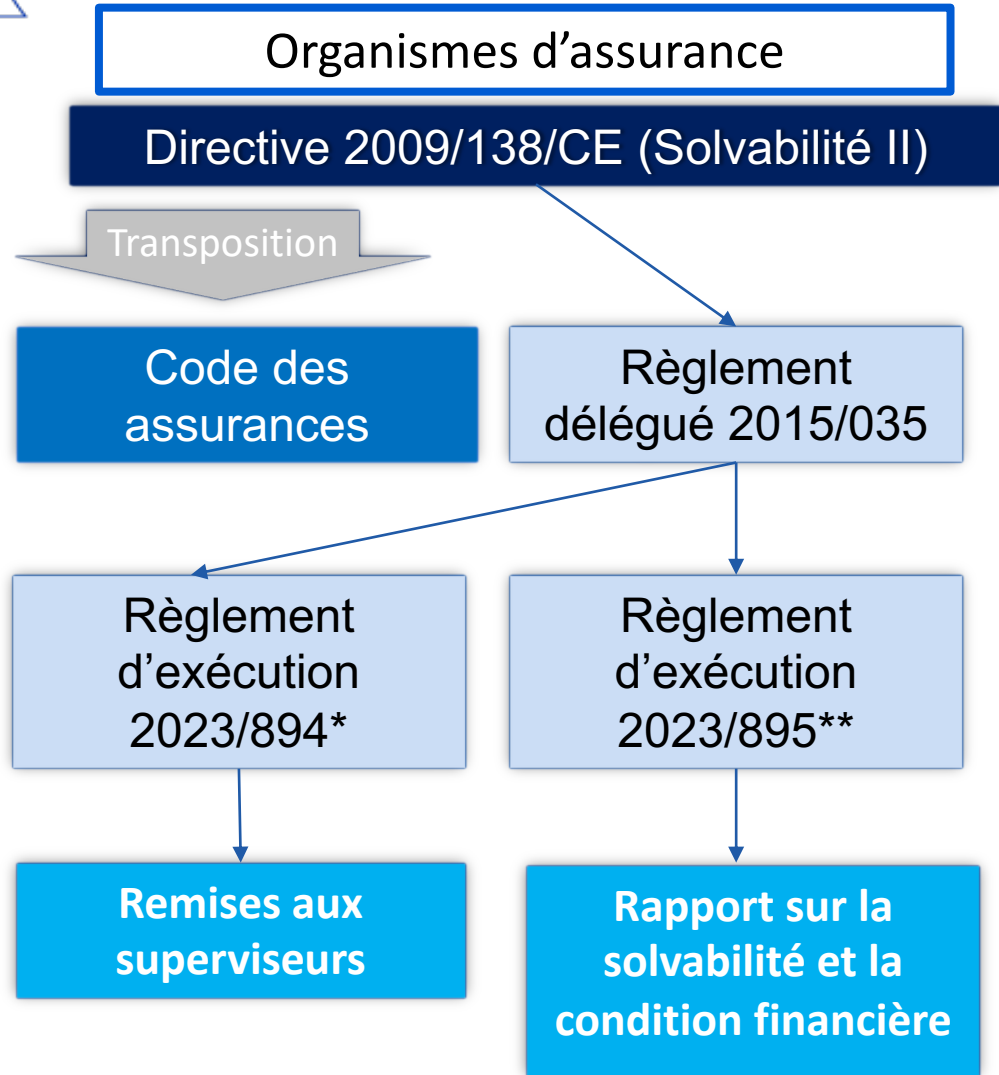 Organismes d’assurance
Directive 2009/138/CE (Solvabilité II)
Transposition
Code des
assurances
Règlement
délégué 2015/035
Règlement
d’exécution
2023/894*
Règlement
d’exécution
2023/895**
Remises aux
superviseurs
Rapport sur la
solvabilité et la
condition financière